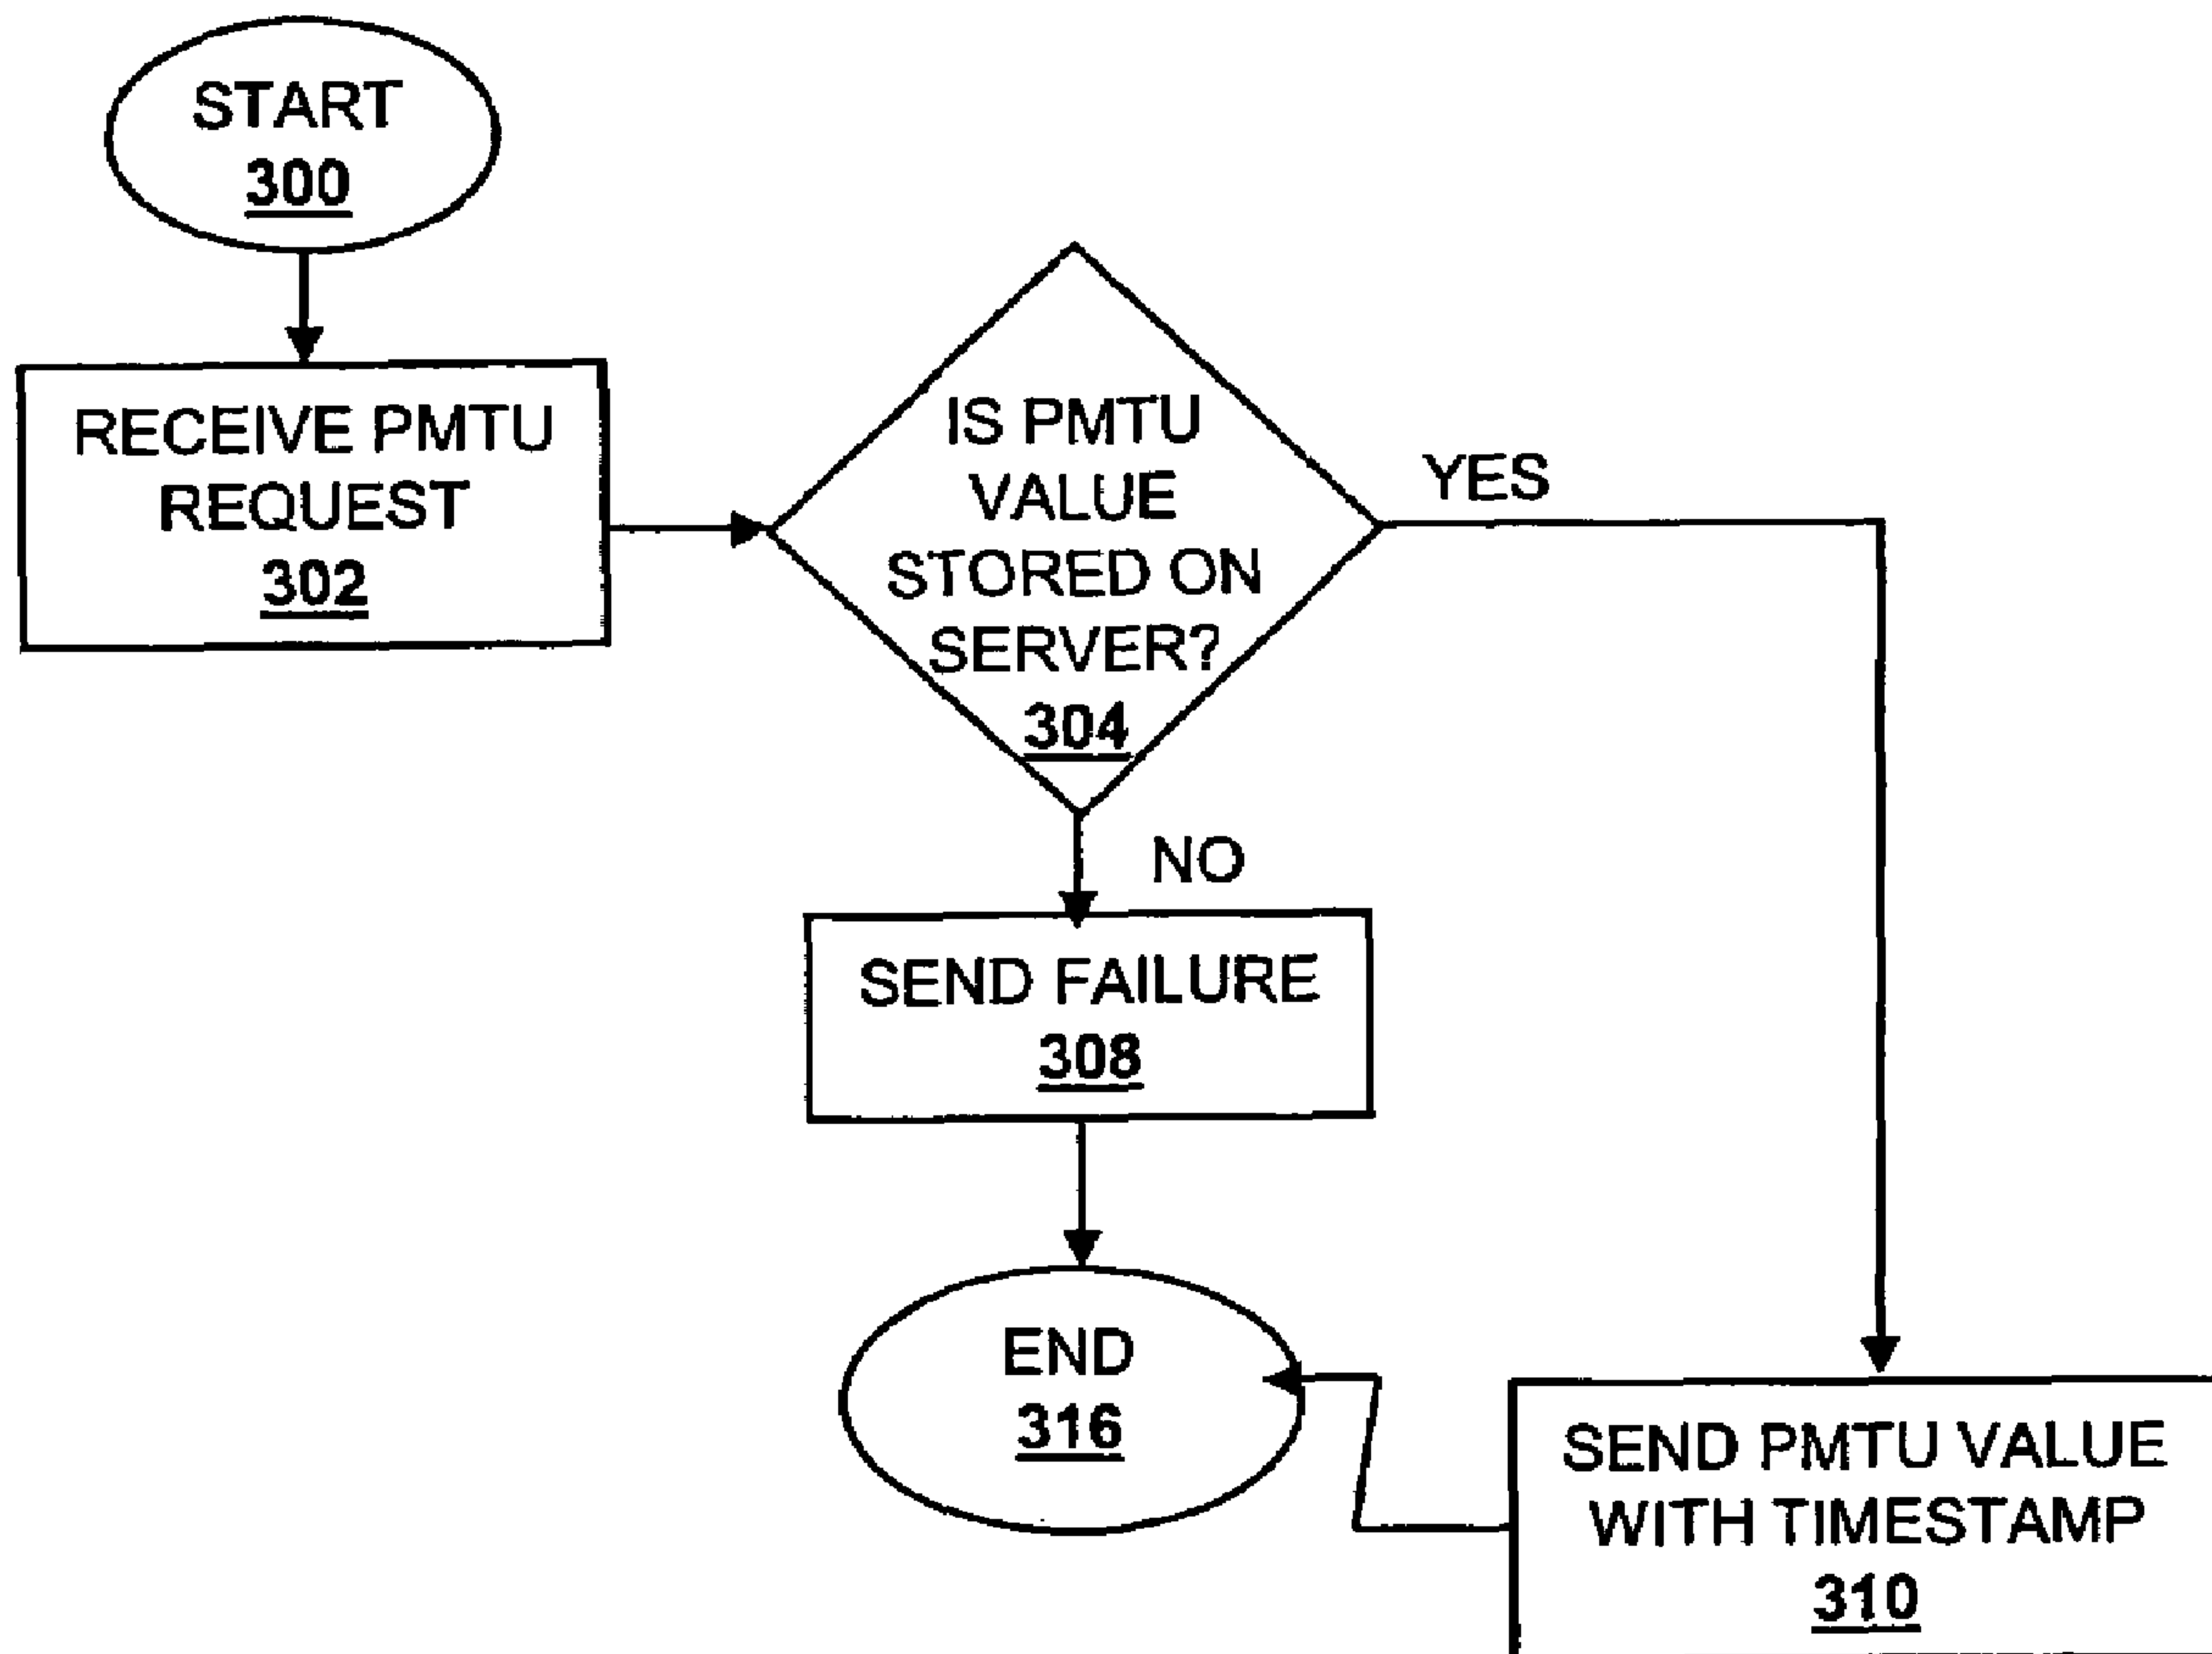 START
300
RECEIVE PMTU
REQUEST
302
IS PMTU
VALUE
STORED ON
SERVER?
304
YES
NO
SEND FAILURE
308
END
316
SEND PMTU VALUE
WITH TIMESTAMP
310